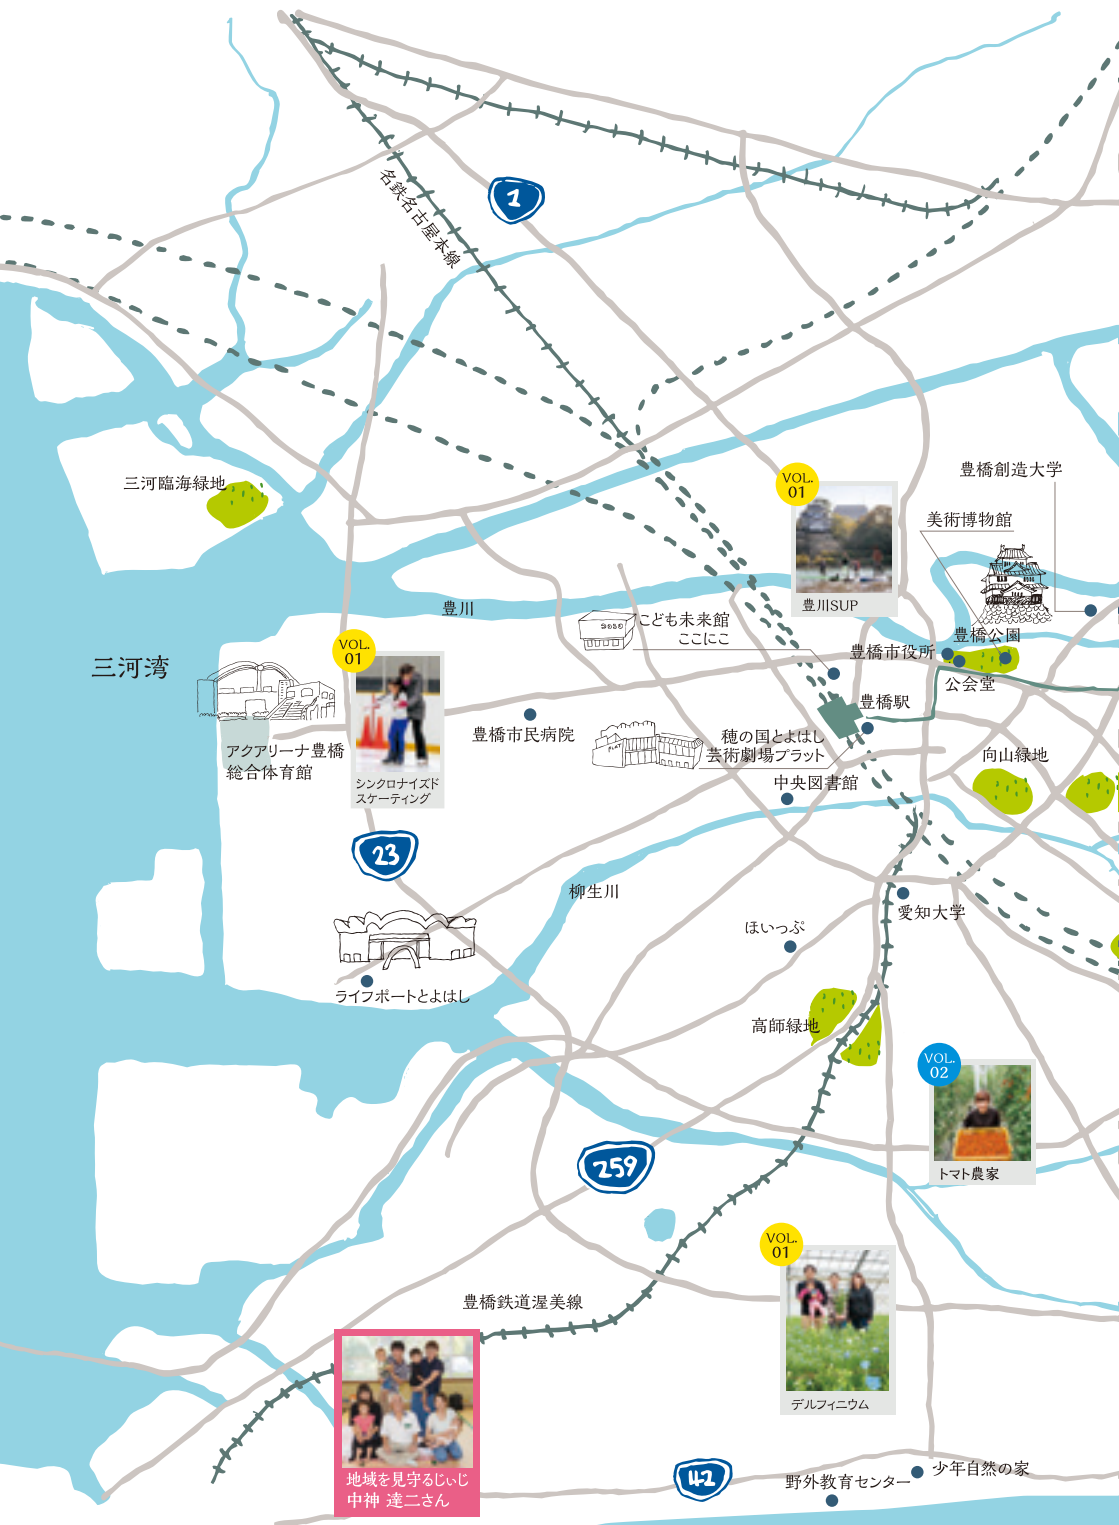 名鉄名古屋本線
1
三河臨海緑地
VOL.
01
豊川SUP
豊橋創造大学
美術博物館
豊川
こども未来館
ここにこ
豊橋公園
豊橋市役所
公会堂
三河湾
VOL.
01
シンクロナイズド
スケーティング
アクアリーナ豊橋
総合体育館
豊橋市民病院
豊橋駅
PLAT
穂の国とよはし
芸術劇場プラット
向山緑地
中央図書館
23
柳生川
愛知大学
ほいっぷ
ライフポートとよはし
高師緑地
VOL.
02
トマト農家
259
VOL.
01
デルフィニウム
豊橋鉄道渥美線
地域を見守るじぃじ
中神 達二さん
42
野外教育センター
少年自然の家